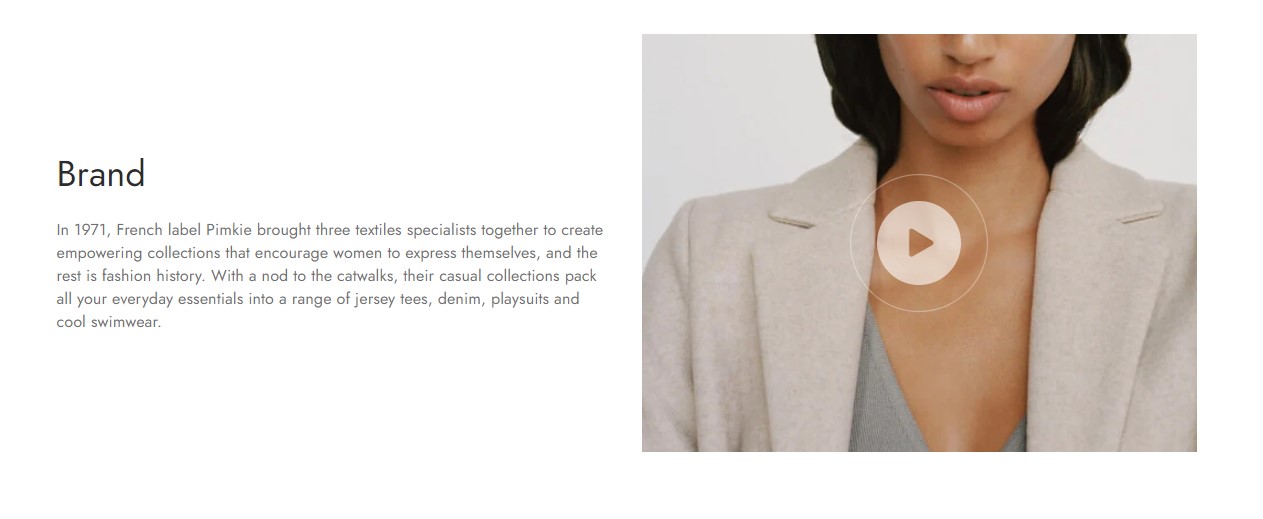 Brand
In 1971, French label Pimkie brought three textiles specialists together to create
empowering collections that encourage women to express themselves, and the
rest is fashion history. With a nod to the catwalks, their casual collections pack
all your everyday essentials into a range of jersey tees, denim, playsuits and
cool swimwear.